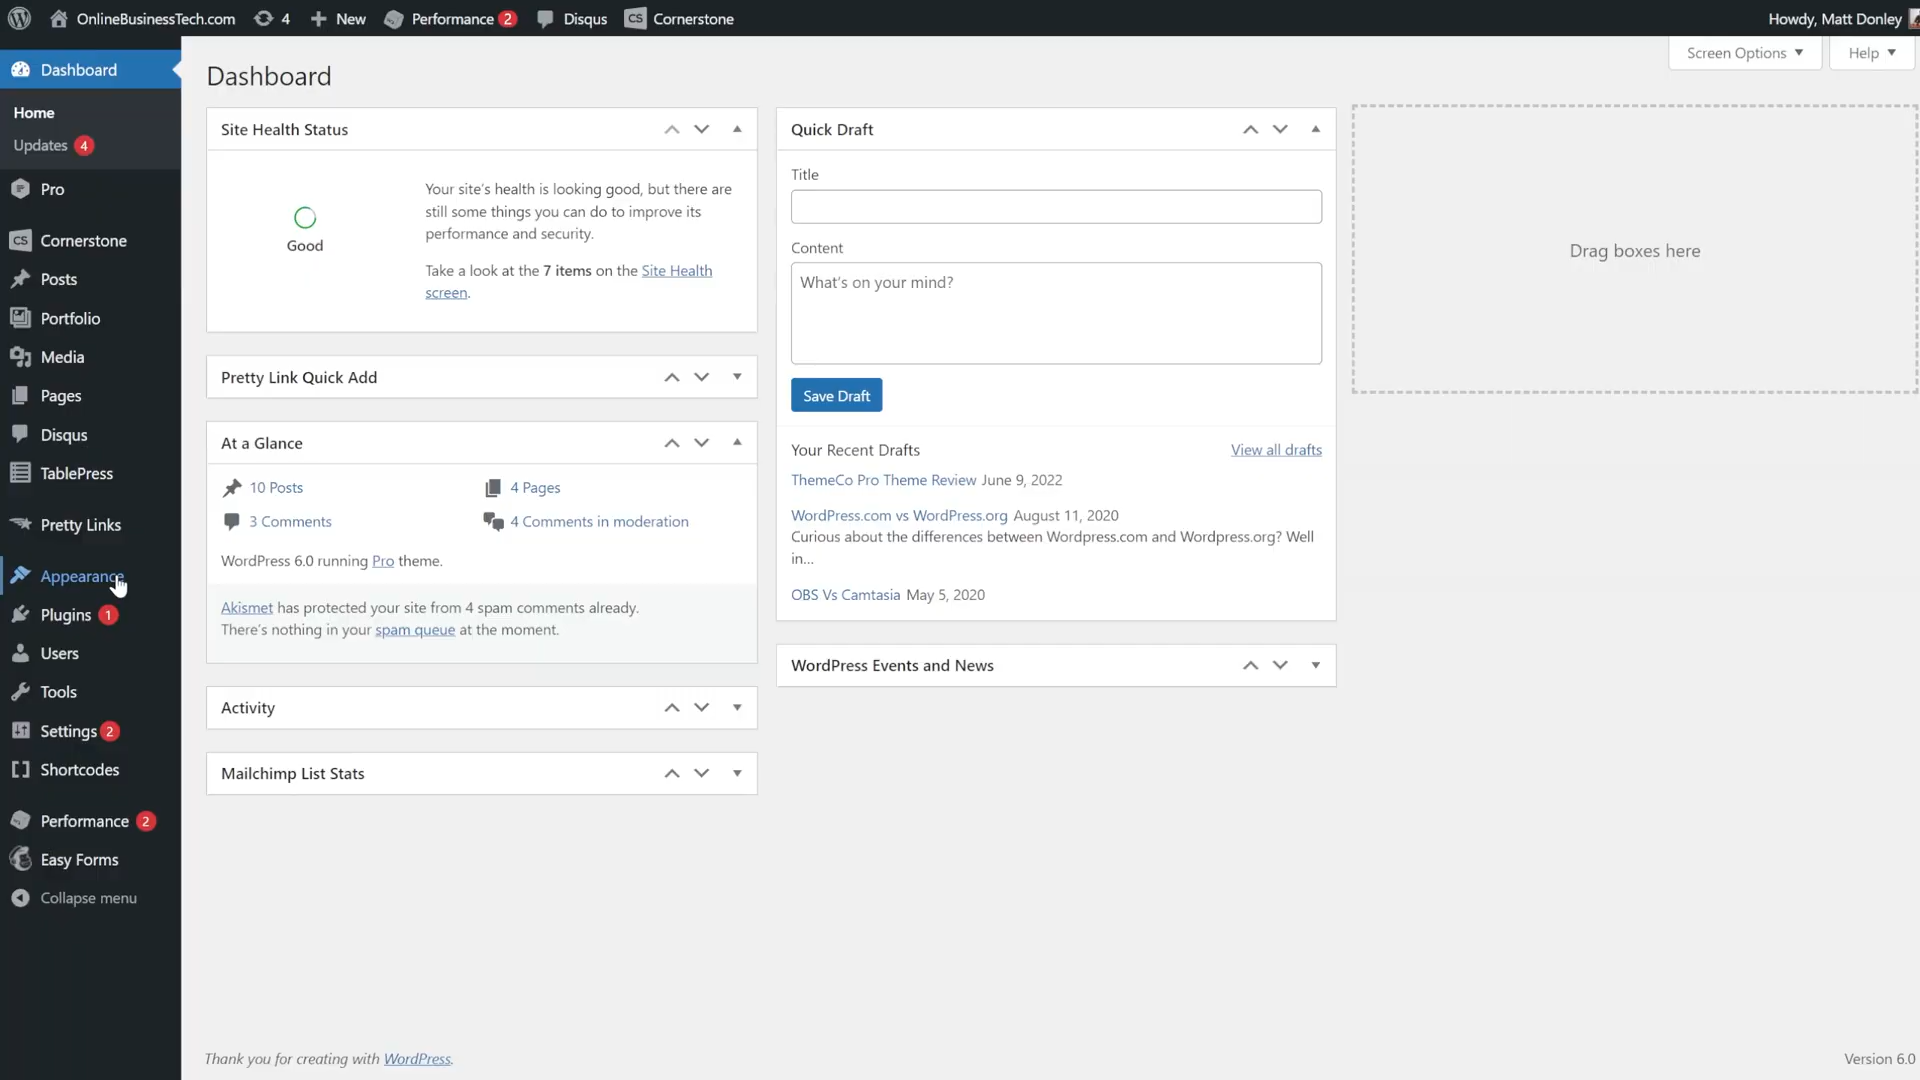 OnlineBusinessTech.com 4 New Performance 2 Disqus CS Cornerstone Howdy, Matt Donley
Screen Options Help
Dashboard
Home
Updates 4
Pro
CS Cornerstone
Posts
Portfolio
Media
Pages
Disqus
TablePress
Pretty Links
Appearance
Plugins 1
Users
Tools
Settings 2
Shortcodes
Performance 2
Easy Forms
Collapse menu
Dashboard
Site Health Status
Good
Your site's health is looking good, but there are
still some things you can do to improve its
performance and security.
Take a look at the 7 items on the Site Health
screen.
Pretty Link Quick Add
At a Glance
10 Posts 4 Pages
3 Comments 4 Comments in moderation
WordPress 6.0 running Pro theme.
Akismet has protected your site from 4 spam comments already.
There's nothing in your spam queue at the moment.
Activity
Mailchimp List Stats
Quick Draft
Title
Content
What's on your mind?
Save Draft
Your Recent Drafts View all drafts
ThemeCo Pro Theme Review June 9, 2022
WordPress.com vs WordPress.org August 11, 2020
Curious about the differences between Wordpress.com and Wordpress.org? Well
in...
OBS Vs Camtasia May 5, 2020
WordPress Events and News
Drag boxes here
Thank you for creating with WordPress.
Version 6.0